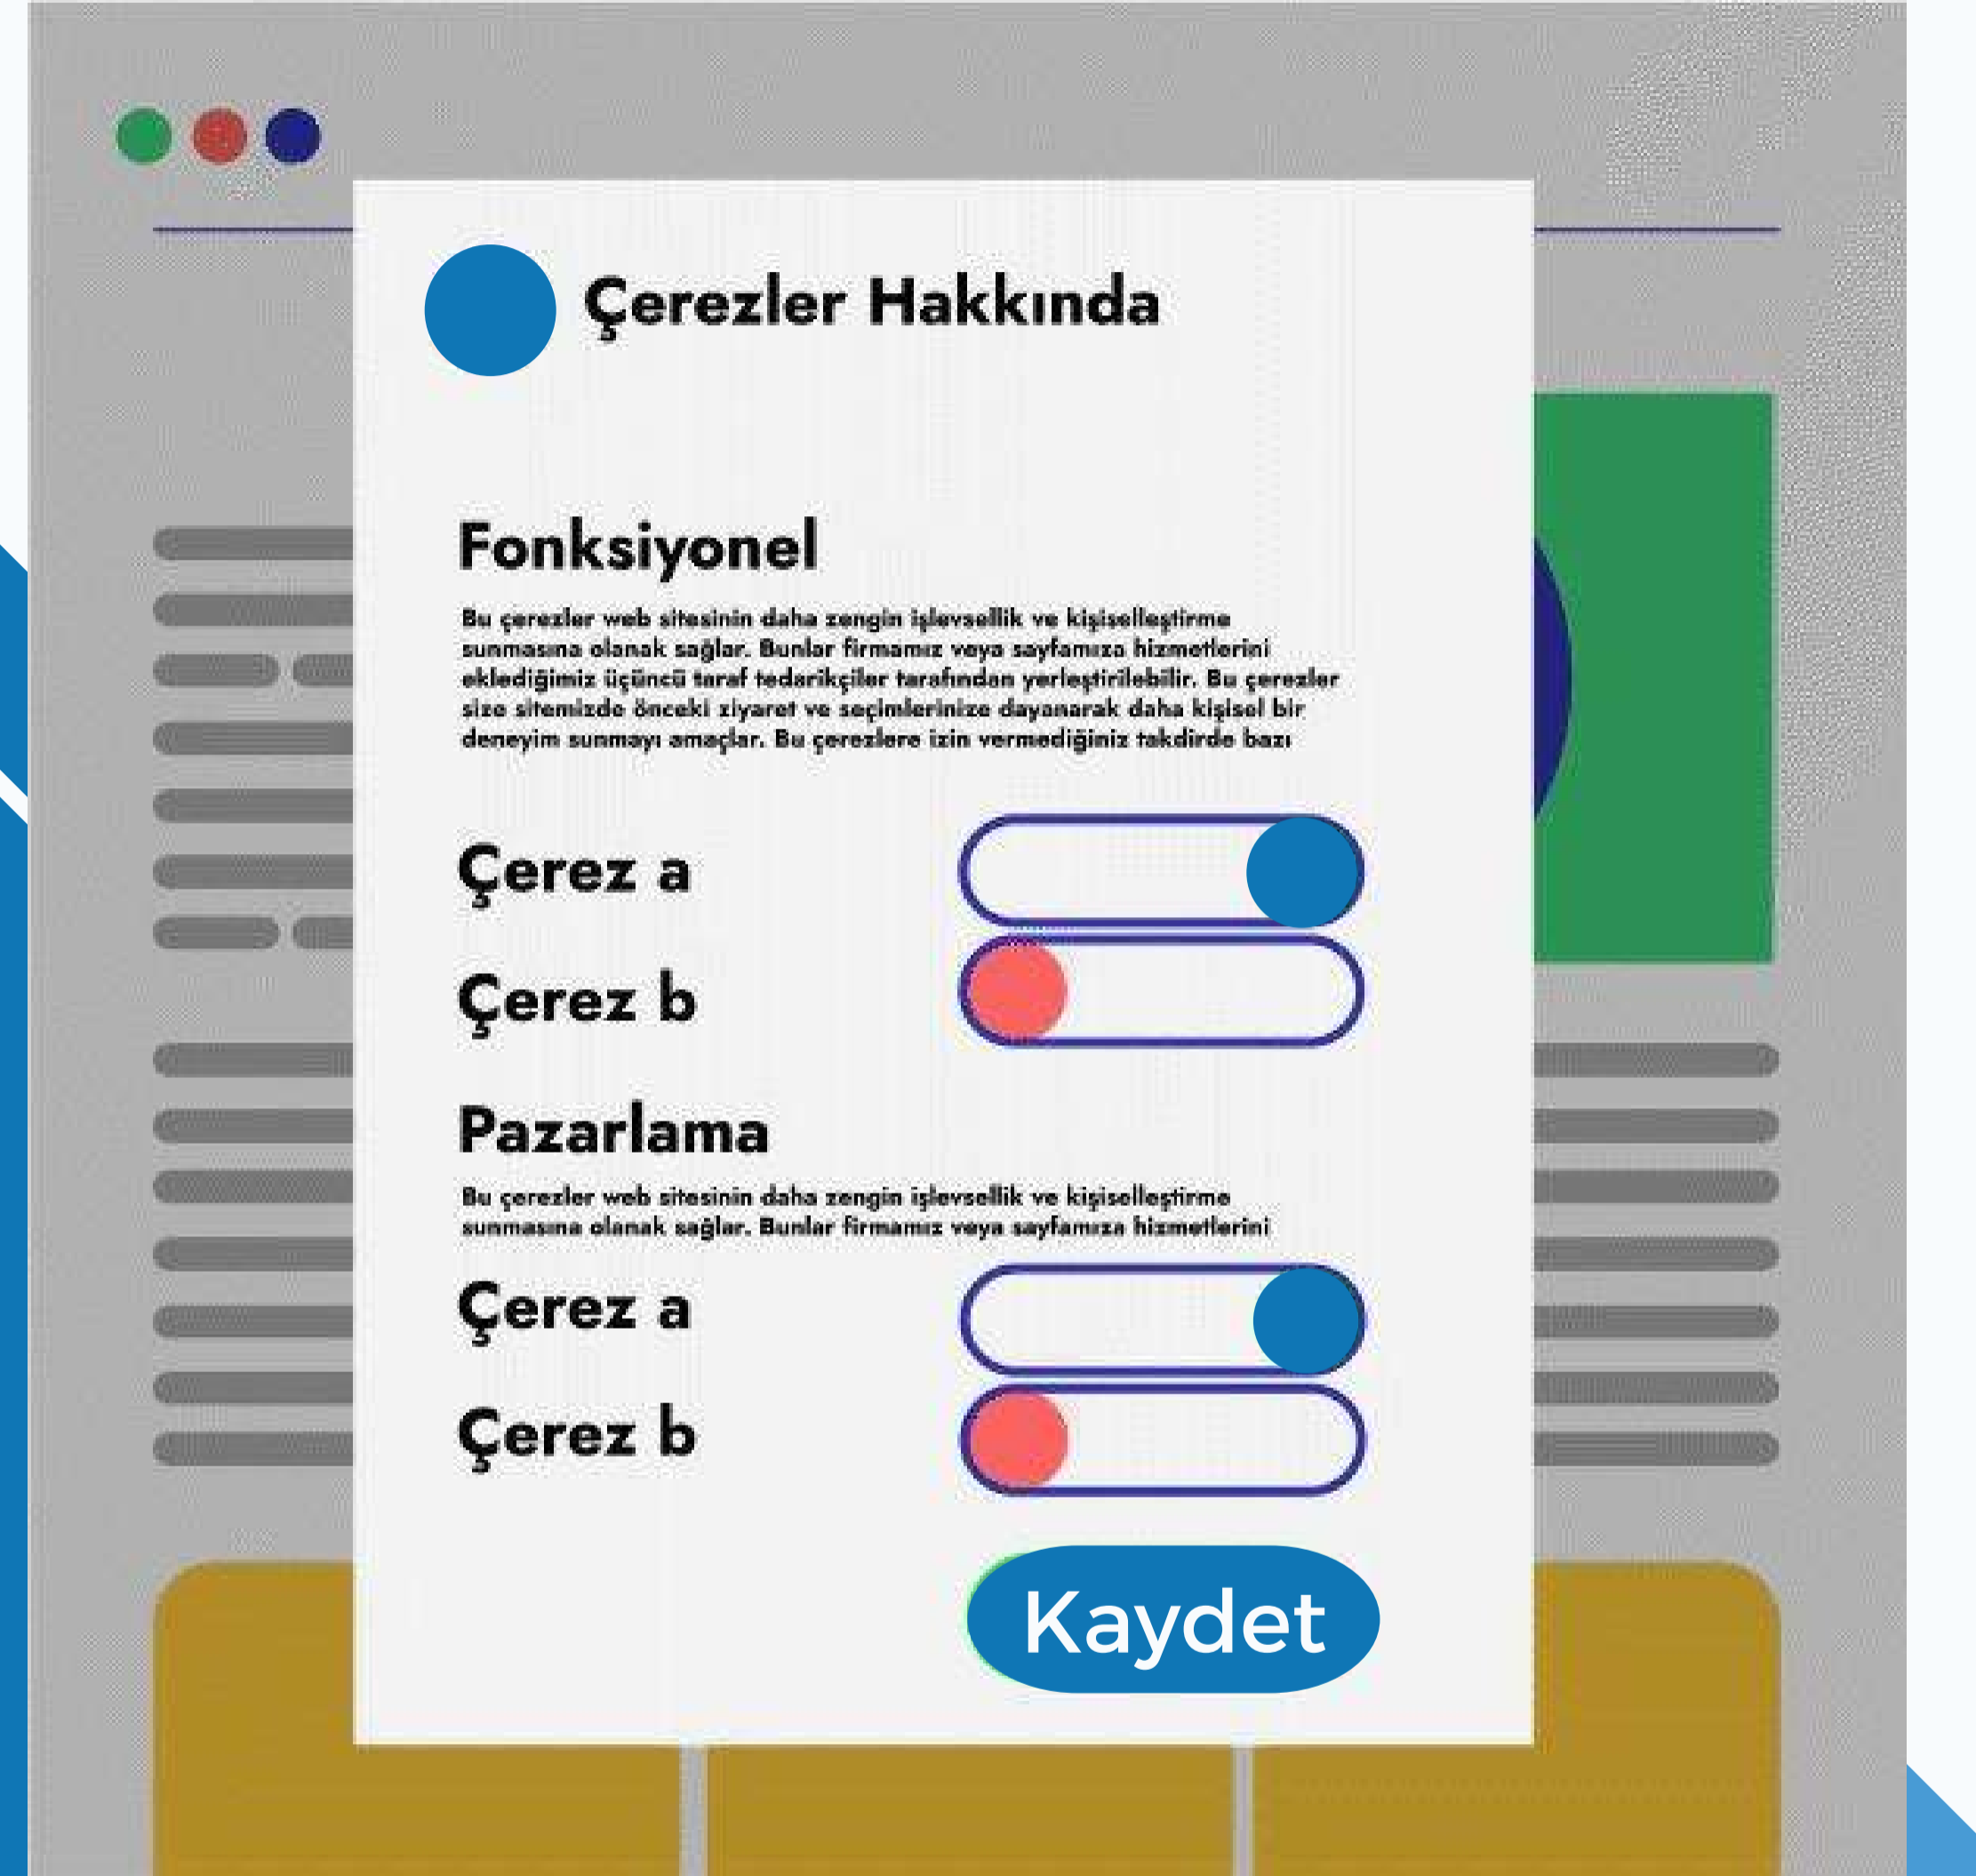 Çerezler Hakkında
Fonksiyonel
Bu çerezler web sitesinin daha zengin işlevsellik ve kişiselleştirme
sunmasına olanak sağlar. Bunlar firmamız veya sayfamıza hizmetlerini
eklediğimiz üçüncü taraf tedarikçiler tarafından yerleştirilebilir. Bu çerezler
size sitemizde önceki ziyaret ve seçimlerinize dayanarak daha kişisel bir
deneyim sunmayı amaçlar. Bu çerezlere izin vermediğiniz takdirde bazı
Çerez a
Çerez b
Pazarlama
Bu çerezler web sitesinin daha zengin işlevsellik ve kişiselleştirme
sunmasına olanak sağlar. Bunlar firmamız veya sayfamıza hizmetlerini
Çerez a
Çerez b
Kaydet